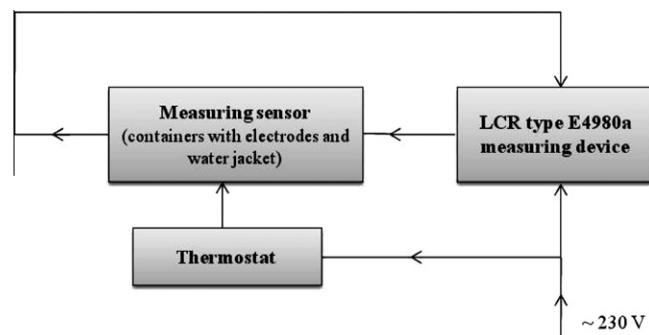 Measuring sensor
(containers with electrodes and
water jacket)
LCR type E4980a
measuring device
Thermostat
~ 230 V